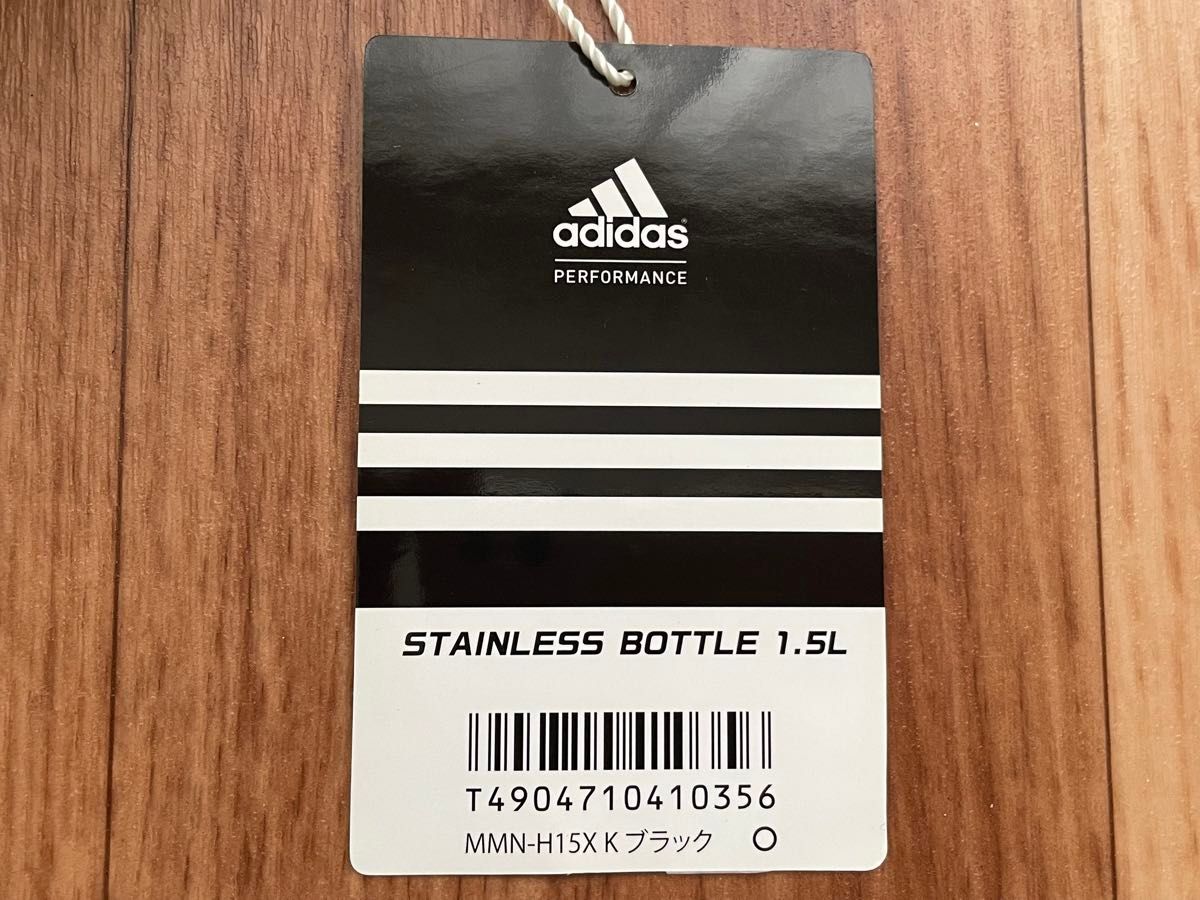 adidas®
PERFORMANCE
STAINLESS BOTTLE 1.5L
T4904710410356
MMN-H15X K ブラック ○